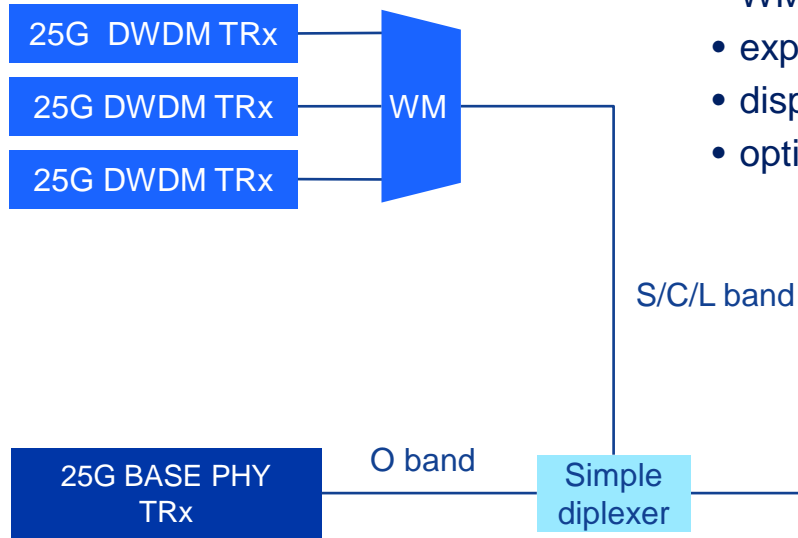 25G DWDM TRx
25G DWDM TRx
25G DWDM TRx
WM
• 
• 
• 
S/C/L band
O band
25G BASE PHY
TRx
Simple
diplexer